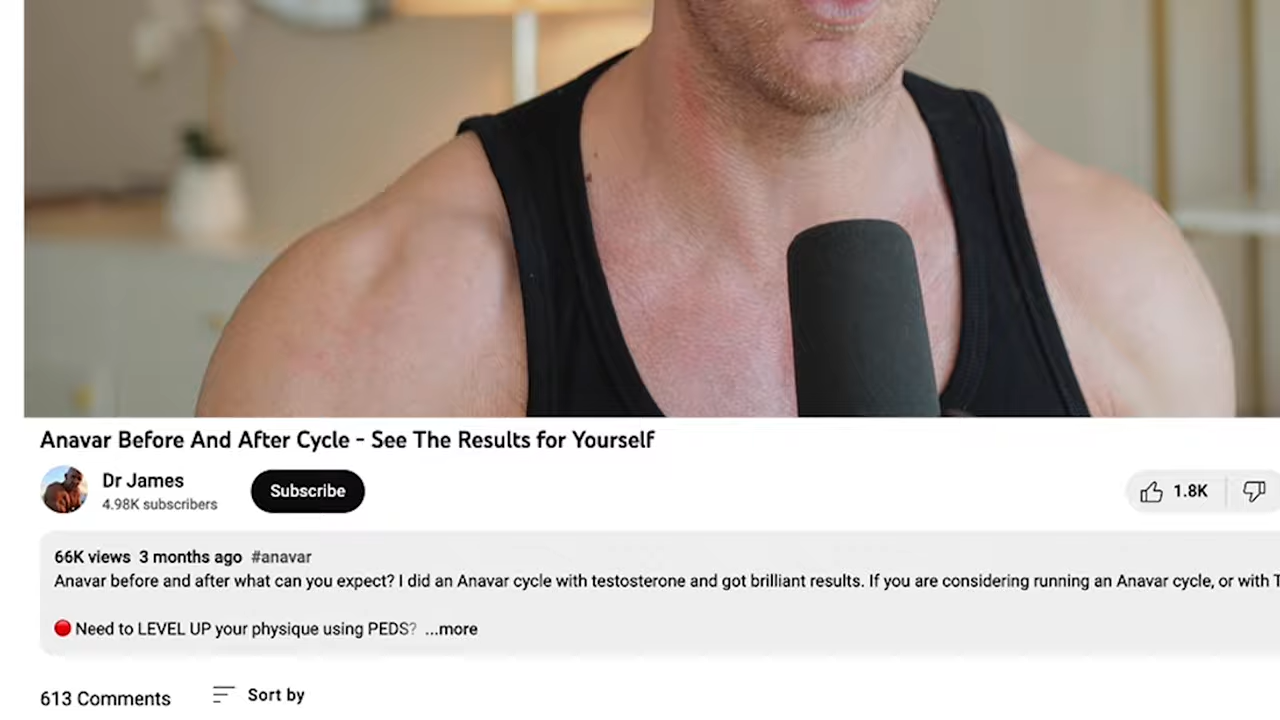 Anavar Before And After Cycle - See The Results for Yourself
Dr James
4.98K subscribers
Subscribe
1.8K
66K views 3 months ago #anavar
Anavar before and after what can you expect? I did an Anavar cycle with testosterone and got brilliant results. If you are considering running an Anavar cycle, or with T
🔴 Need to LEVEL UP your physique using PEDS? ...more
613 Comments
Sort by